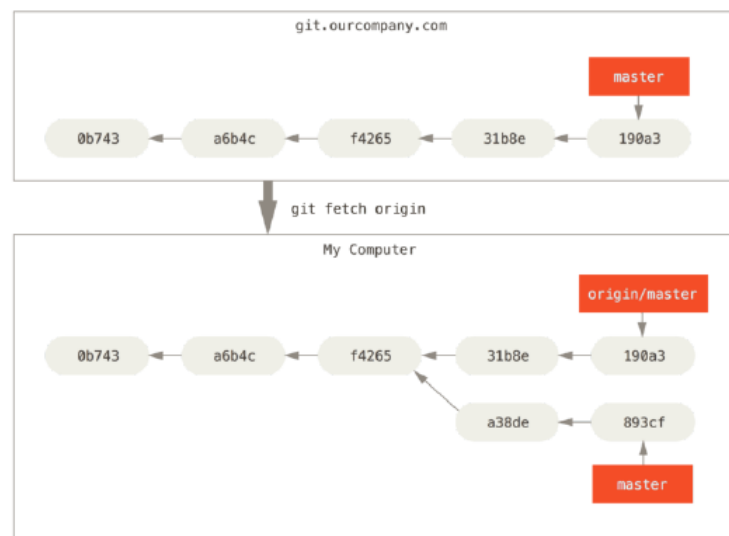 git.ourcompany.com
master
0b743 a6b4c f4265 31b8e 190a3
git fetch origin
My Computer
origin/master
0b743 a6b4c f4265 31b8e 190a3
a38de 893cf
master